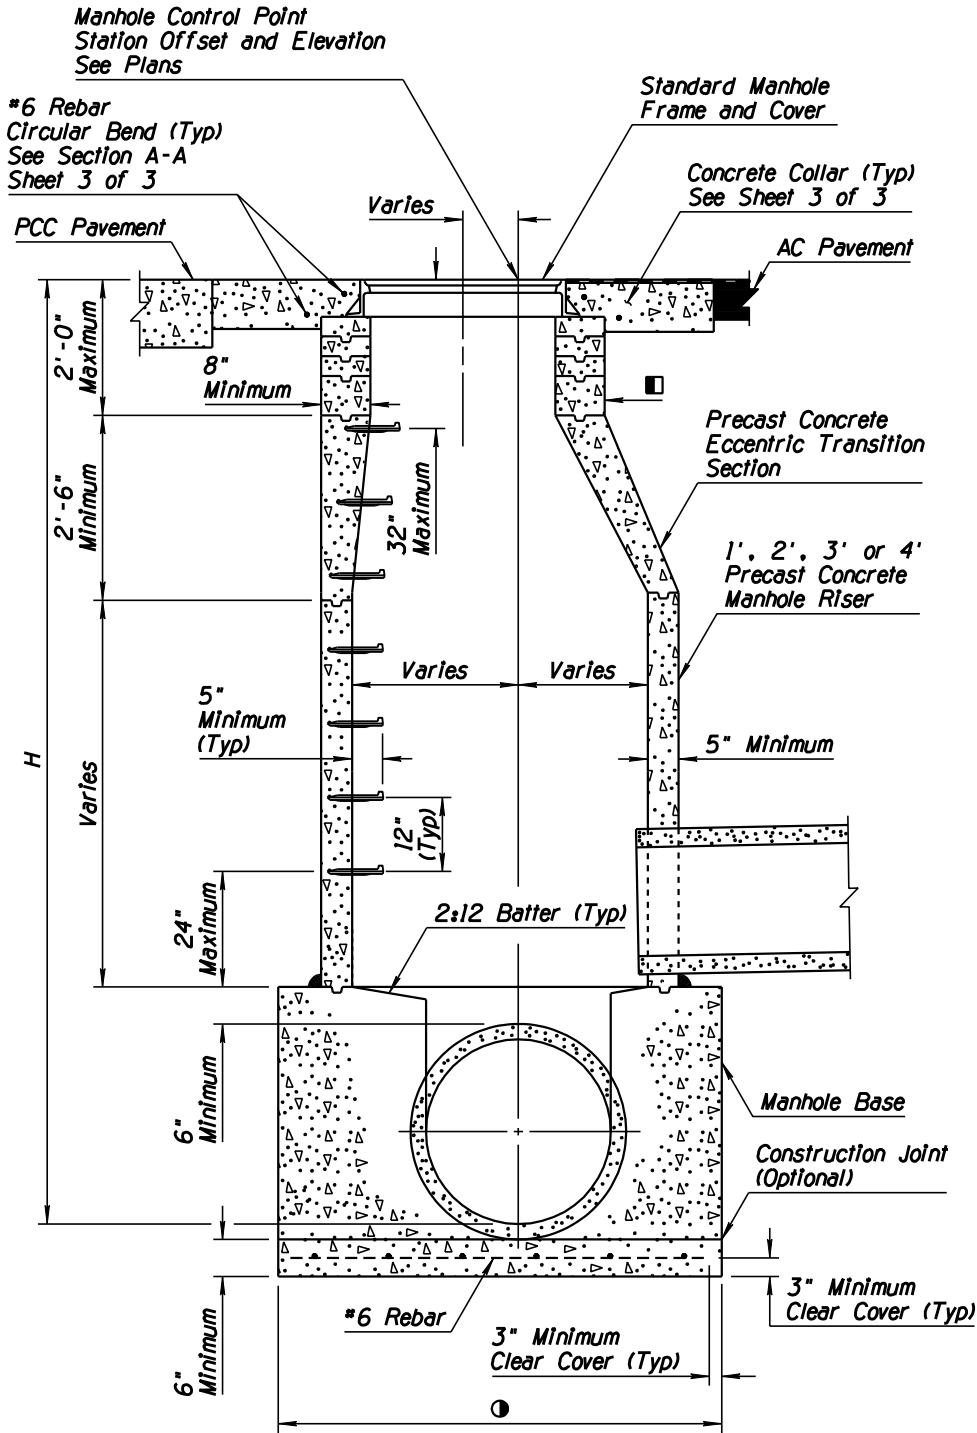 Manhole Control Point
Station Offset and Elevation
See Plans
Standard Manhole
Frame and Cover
#6 Rebar
Circular Bend (Typ)
See Section A-A
Sheet 3 of 3
Concrete Collar (Typ)
See Sheet 3 of 3
Varies
PCC Pavement
AC Pavement
2'-0"
Maximum
8"
Minimum
Precast Concrete
Eccentric Transition
Section
2'-6"
Minimum
32"
Maximum
1', 2', 3' or 4'
Precast Concrete
Manhole Riser
Varies
Varies
5"
Minimum
(Typ)
5" Minimum
H
Varies
12"
(Typ)
24"
Maximum
2:12 Batter (Typ)
6"
Minimum
Manhole Base
Construction Joint
(Optional)
#6 Rebar
3" Minimum
Clear Cover (Typ)
3" Minimum
Clear Cover (Typ)
6"
Minimum